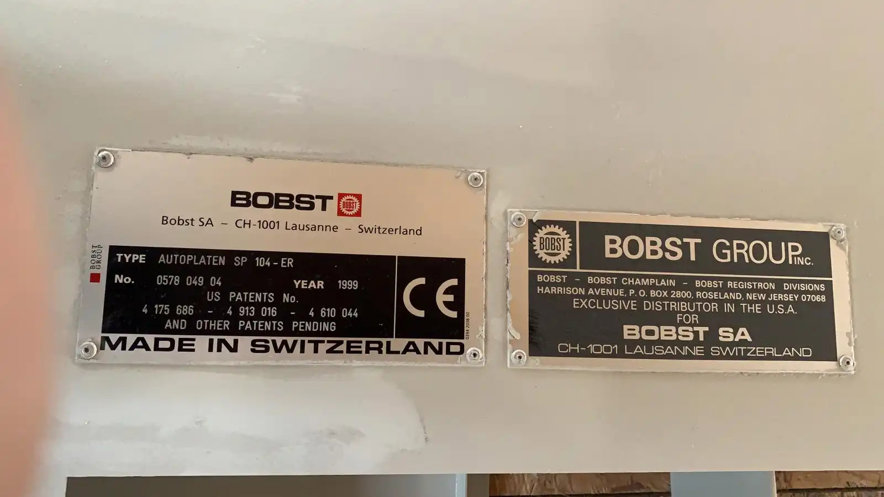 BOBST BOBST
Bobst SA – CH-1001 Lausanne – Switzerland
BOBST
GROUP
TYPE AUTOPLATEN SP 104-ER
No. 0578 049 04 YEAR 1999
US PATENTS No.
4 175 686 - 4 913 016 - 4 610 044
AND OTHER PATENTS PENDING
CE
MADE IN SWITZERLAND
BOBST BOBST GROUP INC.
BOBST – BOBST CHAMPLAIN – BOBST REGISTRON DIVISIONS
HARRISON AVENUE, P.O. BOX 2800, ROSELAND, NEW JERSEY 07068
EXCLUSIVE DISTRIBUTOR IN THE U.S.A.
FOR
BOBST SA
CH-1001 LAUSANNE SWITZERLAND